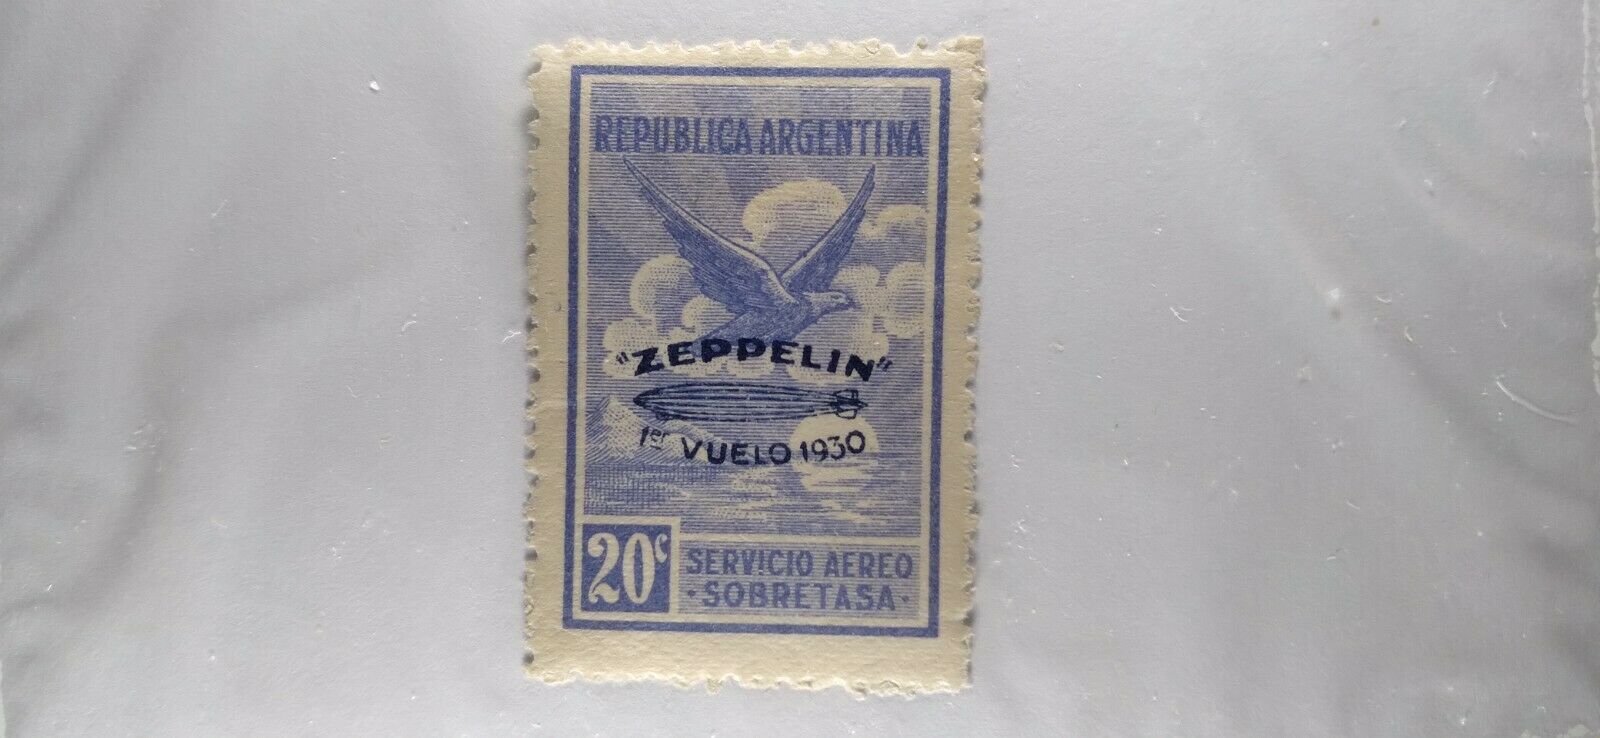 REPUBLICA ARGENTINA
"ZEPPELIN"
1er VUELO 1930
20c
SERVICIO AEREO
·SOBRETASA·